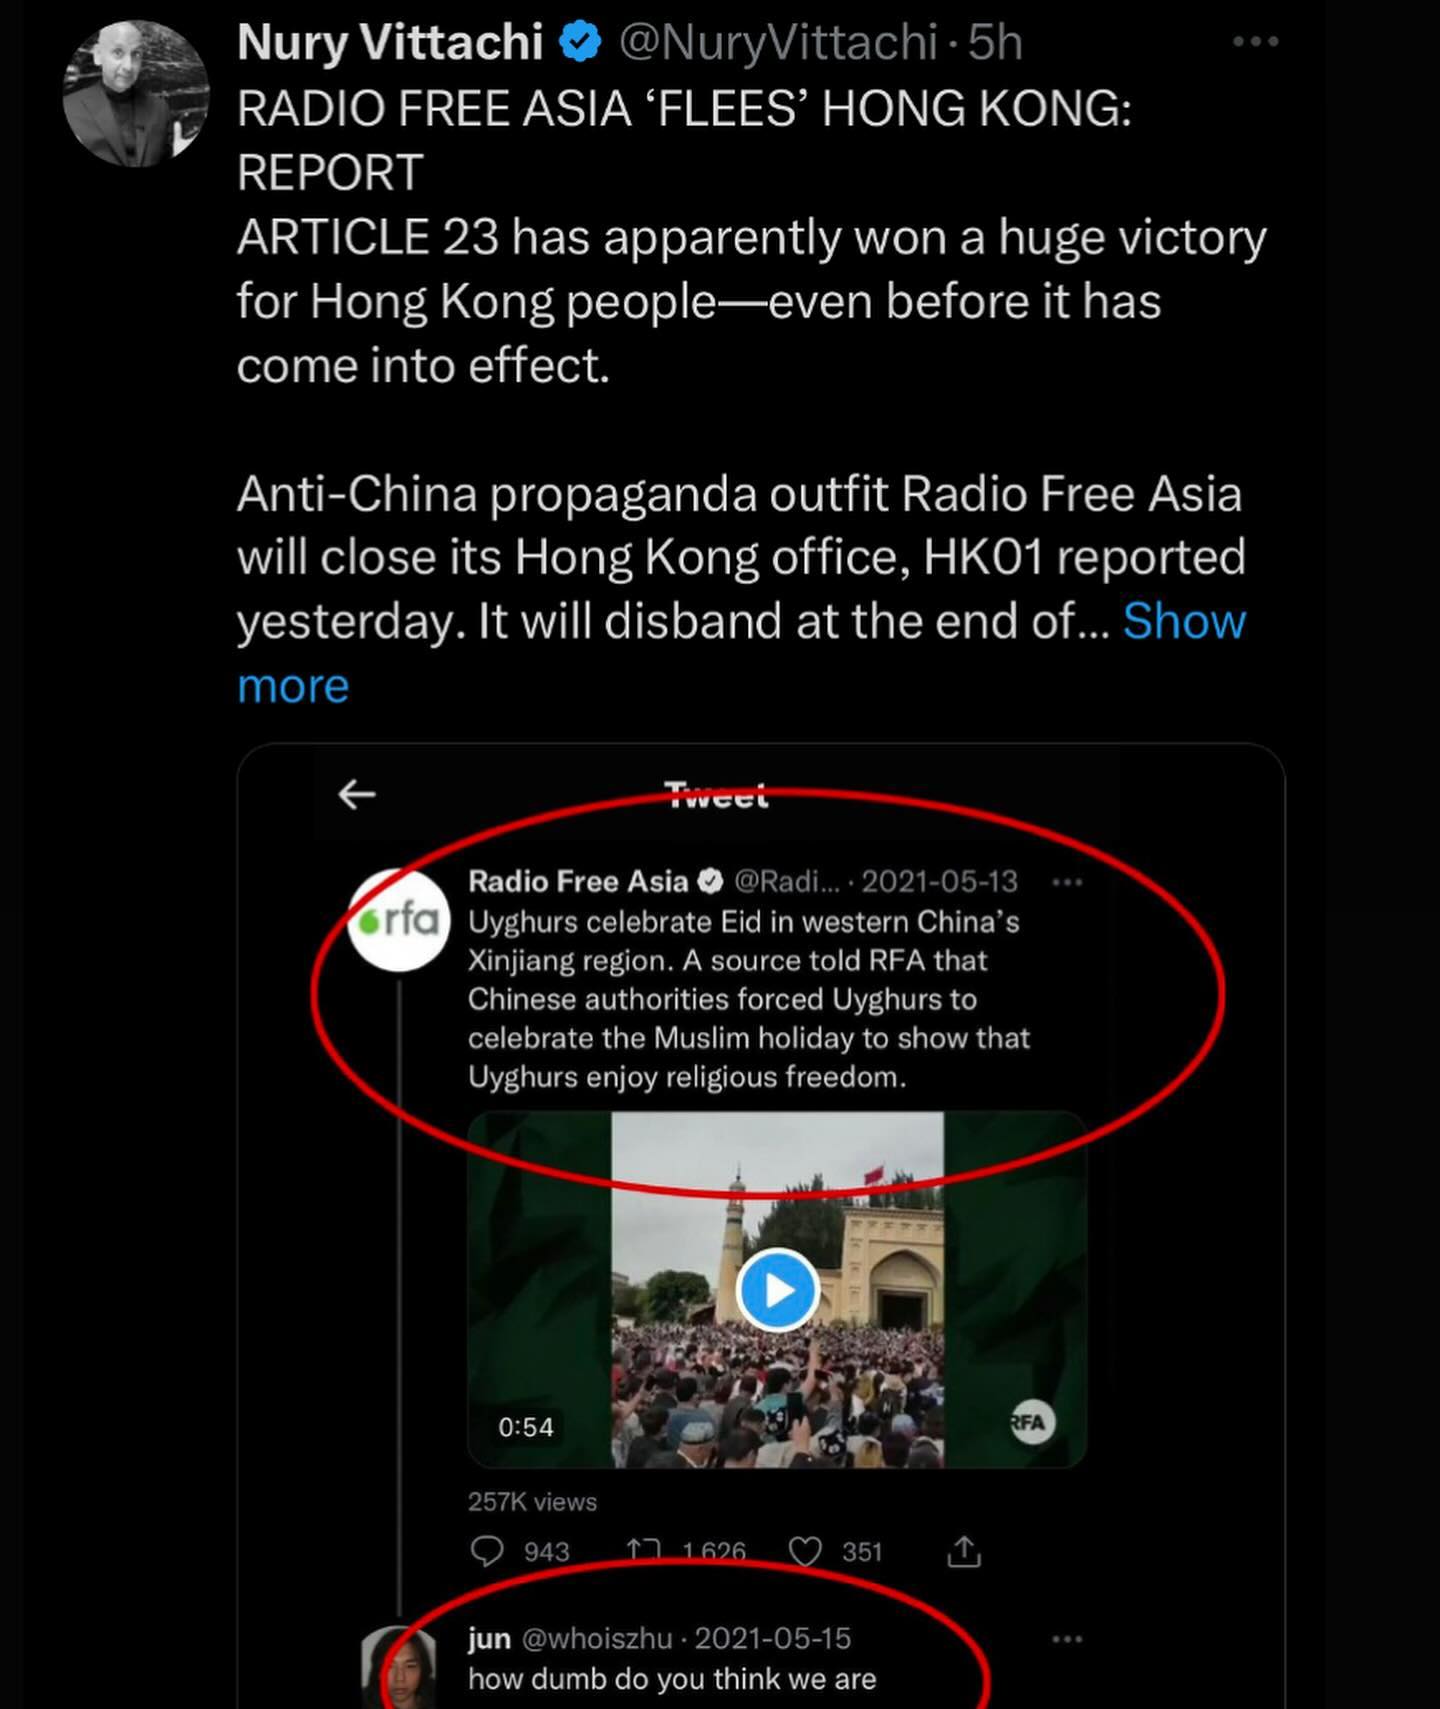 Nury Vittachi @NuryVittachi · 5h
RADIO FREE ASIA ‘FLEES’ HONG KONG:
REPORT
ARTICLE 23 has apparently won a huge victory
for Hong Kong people—even before it has
come into effect.
Anti-China propaganda outfit Radio Free Asia
will close its Hong Kong office, HK01 reported
yesterday. It will disband at the end of... Show
more
Tweet
Radio Free Asia @Radi... · 2021-05-13
rfa
Uyghurs celebrate Eid in western China’s
Xinjiang region. A source told RFA that
Chinese authorities forced Uyghurs to
celebrate the Muslim holiday to show that
Uyghurs enjoy religious freedom.
0:54
RFA
257K views
943 1,626 351
jun @whoiszhu · 2021-05-15
how dumb do you think we are